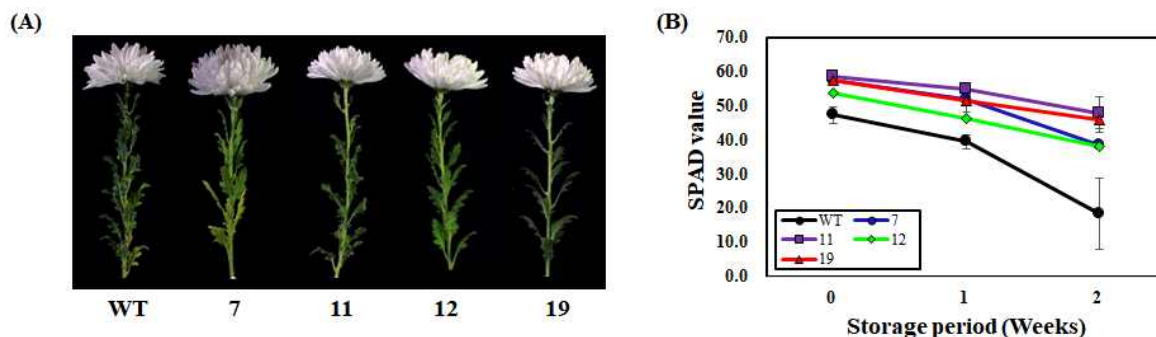 (A)
WT 7 11 12 19
(B)
SPAD value
70.0
60.0
50.0
40.0
30.0
20.0
10.0
0.0
WT 7
11 12
19
0 1 2
Storage period (Weeks)